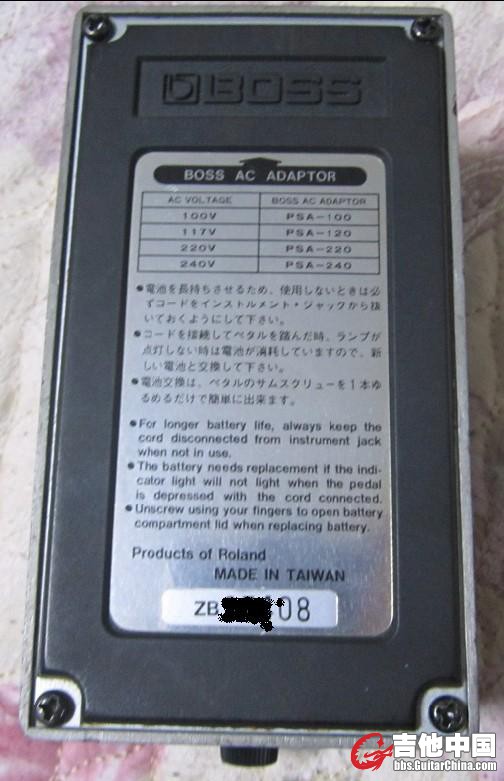 BOSS
BOSS AC ADAPTOR
AC VOLTAGE BOSS AC ADAPTOR
100V PSA-100
117V PSA-120
220V PSA-220
240V PSA-240
●電池を長持ちさせるため、使用しないときは必
ずコードをインストルメント・ジャックから抜
いておくようにして下さい。
●コードを接続してペタルを踏んだ時、ランプが
点灯しない時は電池が消耗していますので、新
しい電池と交換して下さい。
●電池交換は、ペタルのサムスクリューを1本ゆ
るめるだけで簡単に出来ます。
●For longer battery life, always keep the
cord disconnected from instrument jack
when not in use.
●The battery needs replacement if the indi-
cator light will not light when the pedal
is depressed with the cord connected.
●Unscrew using your fingers to open battery
compartment lid when replacing battery.
Products of Roland
MADE IN TAIWAN
ZB 08
吉他中国
bbs.GuitarChina.com